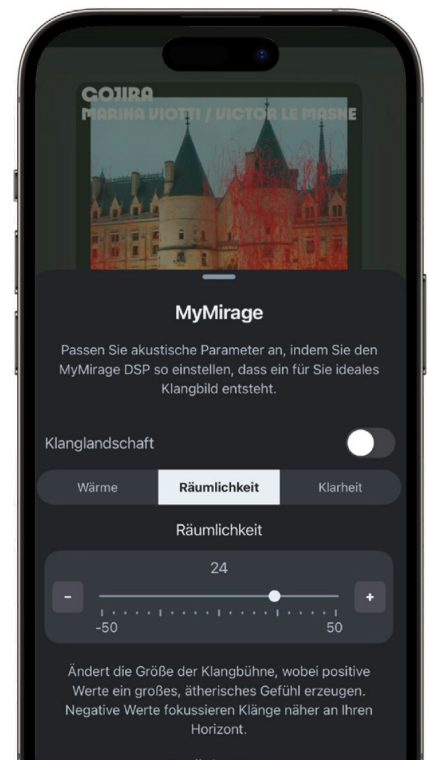 GOJIRA
MARINA VIOTTI / VICTOR LE MASNE
MyMirage
Passen Sie akustische Parameter an, indem Sie den
MyMirage DSP so einstellen, dass ein für Sie ideales
Klangbild entsteht.
Klanglandschaft
Wärme Räumlichkeit Klarheit
Räumlichkeit
24
- +
-50 50
Ändert die Größe der Klangbühne, wobei positive
Werte ein großes, ätherisches Gefühl erzeugen.
Negative Werte fokussieren Klänge näher an Ihren
Horizont.